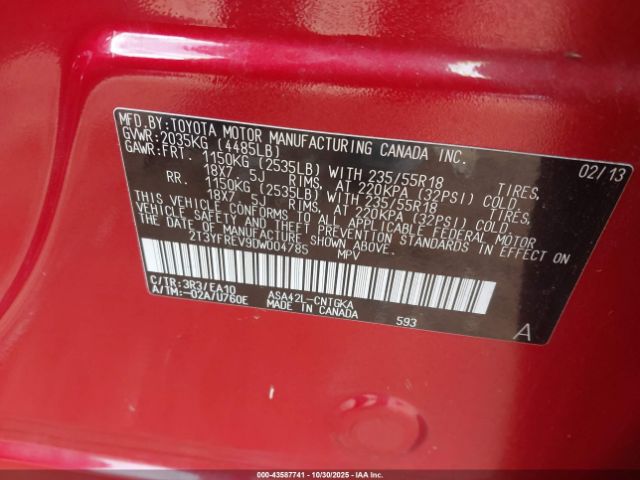 MFD.BY:TOYOTA MOTOR MANUFACTURING CANADA INC.
GVWR:2035KG (4485LB) 02/13
GAWR:FRT. 1150KG (2535LB) WITH 235/55R18 TIRES,
18X7. 5J RIMS, AT 220KPA (32PSI) COLD.
RR. 1150KG (2535LB) WITH 235/55R18 TIRES,
18X7. 5J RIMS, AT 220KPA (32PSI) COLD.
THIS VEHICLE CONFORMS TO ALL APPLICABLE FEDERAL MOTOR
VEHICLE SAFETY AND THEFT PREVENTION STANDARDS IN EFFECT ON
THE DATE OF MANUFACTURE SHOWN ABOVE.
2T3YFREV9DW004785 MPV
C/TR:3R3/EA10 ASA42L-CNTGKA
A/TM:-02A/U760E MADE IN CANADA
593 A
000-43587741 - 10/30/2025 - IAA, Inc.